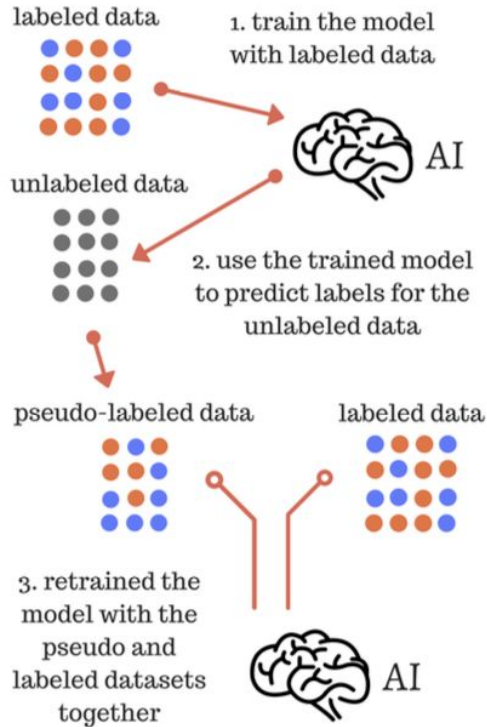 labeled data
1. train the model
with labeled data
AI
unlabeled data
2. use the trained model
to predict labels for the
unlabeled data
pseudo-labeled data
labeled data
3. retrained the
model with the
pseudo and
labeled datasets
together
AI